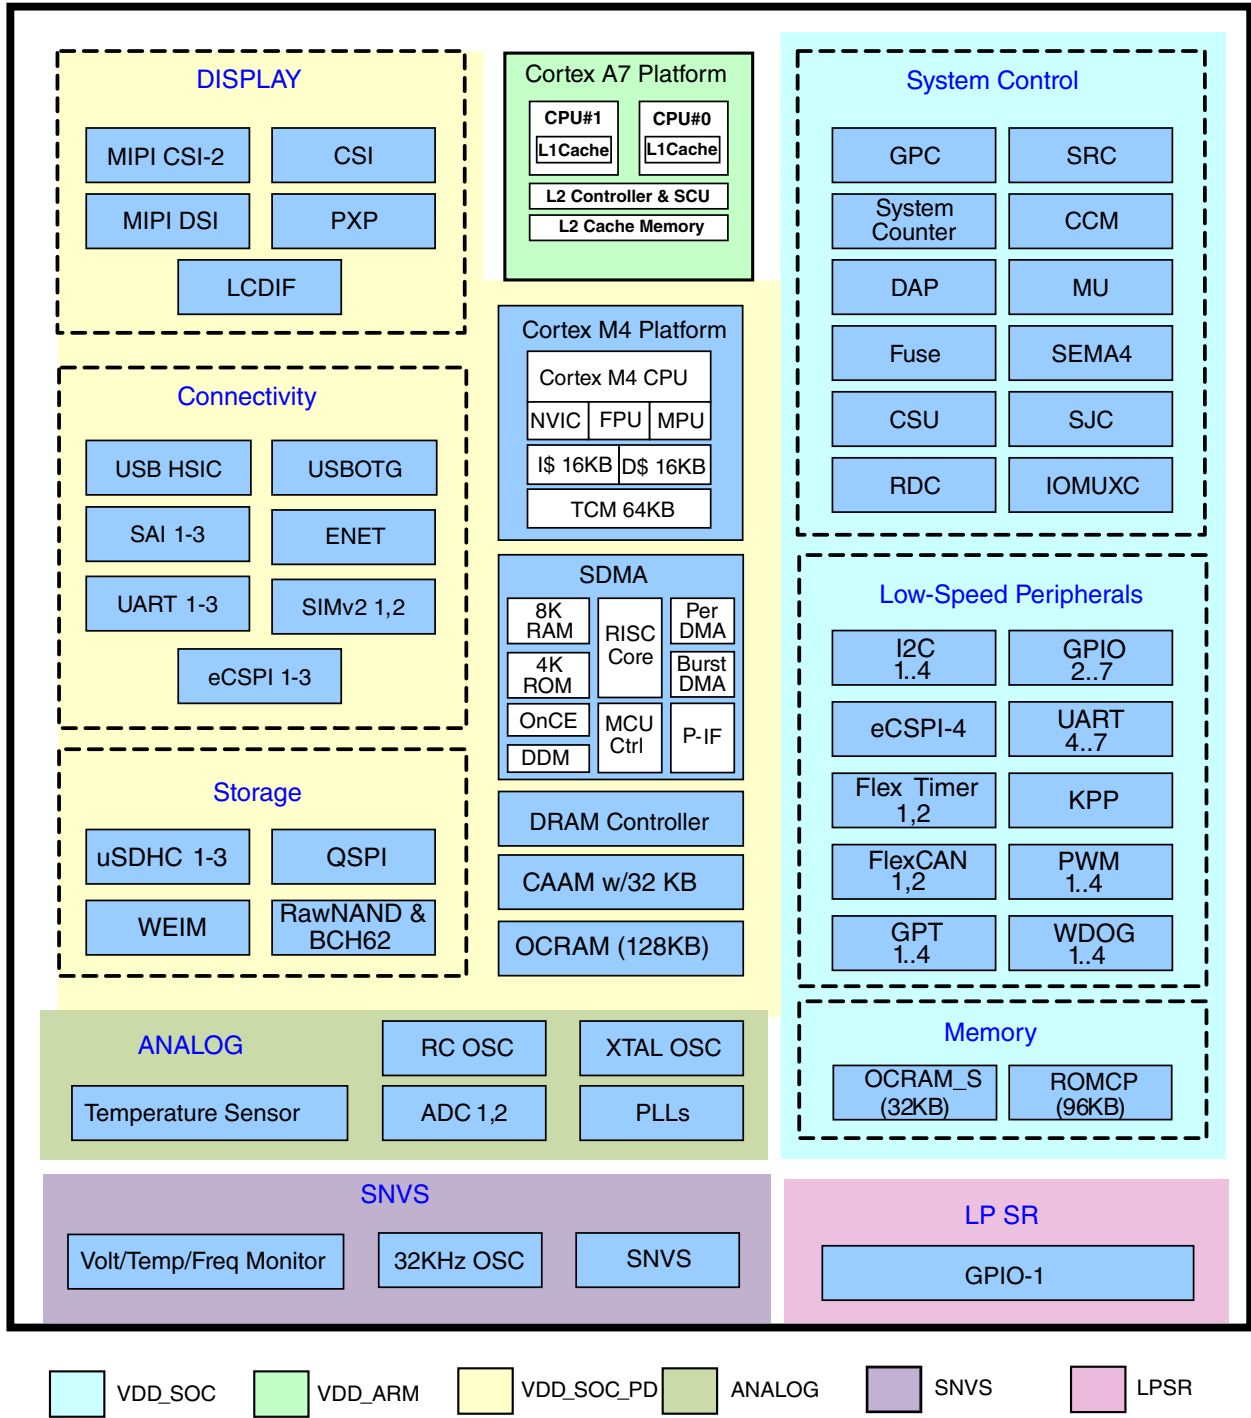 DISPLAY
MIPI CSI-2
CSI
MIPI DSI
PXP
LCDIF
Connectivity
USB HSIC
USBOTG
SAI 1-3
ENET
UART 1-3
SIMv2 1,2
eCSPI 1-3
Storage
uSDHC 1-3
QSPI
WEIM
RawNAND &
BCH62
Cortex A7 Platform
CPU#1
L1Cache
CPU#0
L1Cache
L2 Controller & SCU
L2 Cache Memory
Cortex M4 Platform
Cortex M4 CPU
NVIC
FPU
MPU
I$ 16KB
D$ 16KB
TCM 64KB
SDMA
8K
RAM
RISC
Core
Per
DMA
4K
ROM
Burst
DMA
OnCE
MCU
Ctrl
P-IF
DDM
DRAM Controller
CAAM w/32 KB
OCRAM (128KB)
System Control
GPC
SRC
System
Counter
CCM
DAP
MU
Fuse
SEMA4
CSU
SJC
RDC
IOMUXC
Low-Speed Peripherals
I2C
1..4
GPIO
2..7
eCSPI-4
UART
4..7
Flex Timer
1,2
KPP
FlexCAN
1,2
PWM
1..4
GPT
1..4
WDOG
1..4
Memory
OCRAM_S
(32KB)
ROMCP
(96KB)
ANALOG
RC OSC
XTAL OSC
Temperature Sensor
ADC 1,2
PLLs
SNVS
Volt/Temp/Freq Monitor
32KHz OSC
SNVS
LP SR
GPIO-1
VDD_SOC
VDD_ARM
VDD_SOC_PD
ANALOG
SNVS
LPSR